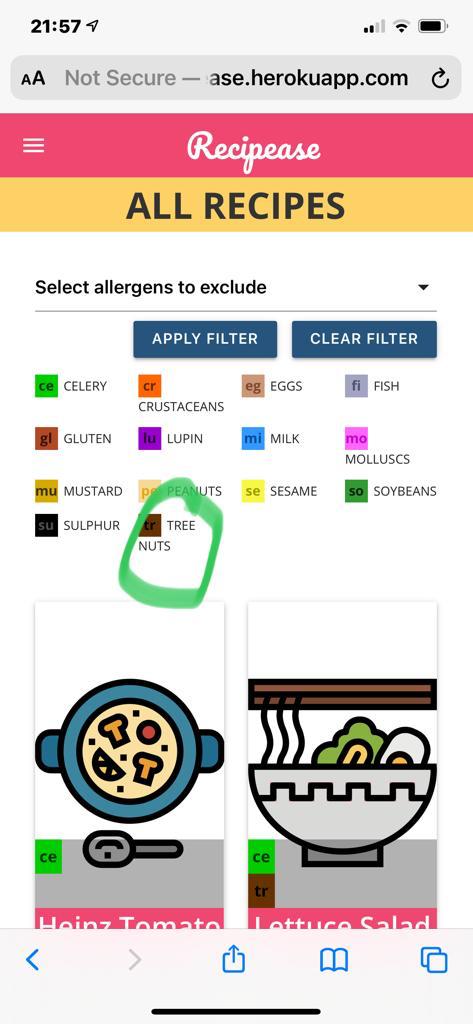 21:57
AA Not Secure — ase.herokuapp.com
Recipease
ALL RECIPES
Select allergens to exclude
APPLY FILTER CLEAR FILTER
ce CELERY cr CRUSTACEANS eg EGGS fi FISH
gl GLUTEN lu LUPIN mi MILK mo MOLLUSCS
mu MUSTARD pe PEANUTS se SESAME so SOYBEANS
su SULPHUR tr TREE NUTS
ce ce
tr
Heinz Tomato Lettuce Salad